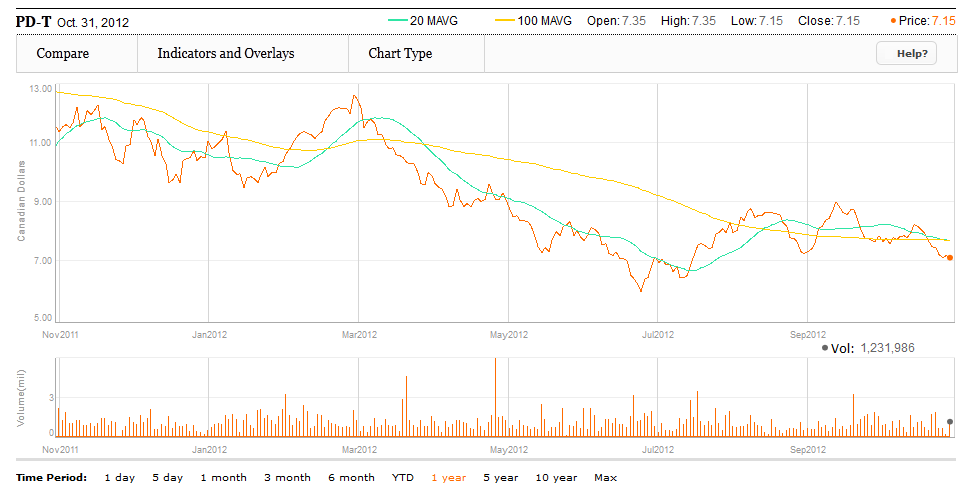 PD-T Oct. 31, 2012 20 MAVG 100 MAVG Open: 7.35 High: 7.35 Low: 7.15 Close: 7.15 Price: 7.15
Compare Indicators and Overlays Chart Type Help?
13.00
11.00
9.00
7.00
5.00
Canadian Dollars
Nov2011 Jan2012 Mar2012 May2012 Jul2012 Sep2012
Vol: 1,231,986
3
0
Volume(mil)
Nov2011 Jan2012 Mar2012 May2012 Jul2012 Sep2012
Time Period: 1 day 5 day 1 month 3 month 6 month YTD 1 year 5 year 10 year Max